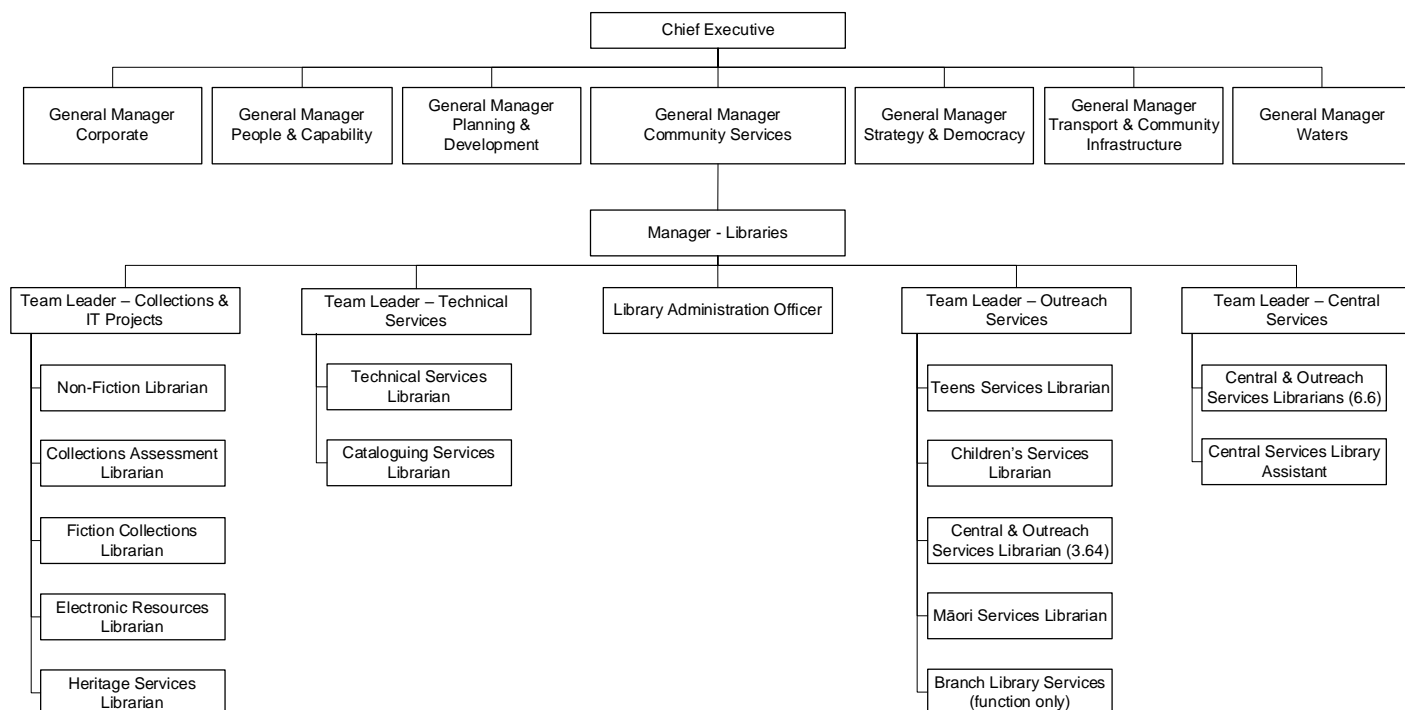 Chief Executive
General Manager
Corporate
General Manager
People & Capability
General Manager
Planning &
Development
General Manager
Community Services
General Manager
Strategy & Democracy
General Manager
Transport & Community
Infrastructure
General Manager
Waters
Manager - Libraries
Team Leader – Collections &
IT Projects
Team Leader – Technical
Services
Library Administration Officer
Team Leader – Outreach
Services
Team Leader – Central
Services
Non-Fiction Librarian
Collections Assessment
Librarian
Fiction Collections
Librarian
Electronic Resources
Librarian
Heritage Services
Librarian
Technical Services
Librarian
Cataloguing Services
Librarian
Teens Services Librarian
Children’s Services
Librarian
Central & Outreach
Services Librarian (3.64)
Māori Services Librarian
Branch Library Services
(function only)
Central & Outreach
Services Librarians (6.6)
Central Services Library
Assistant